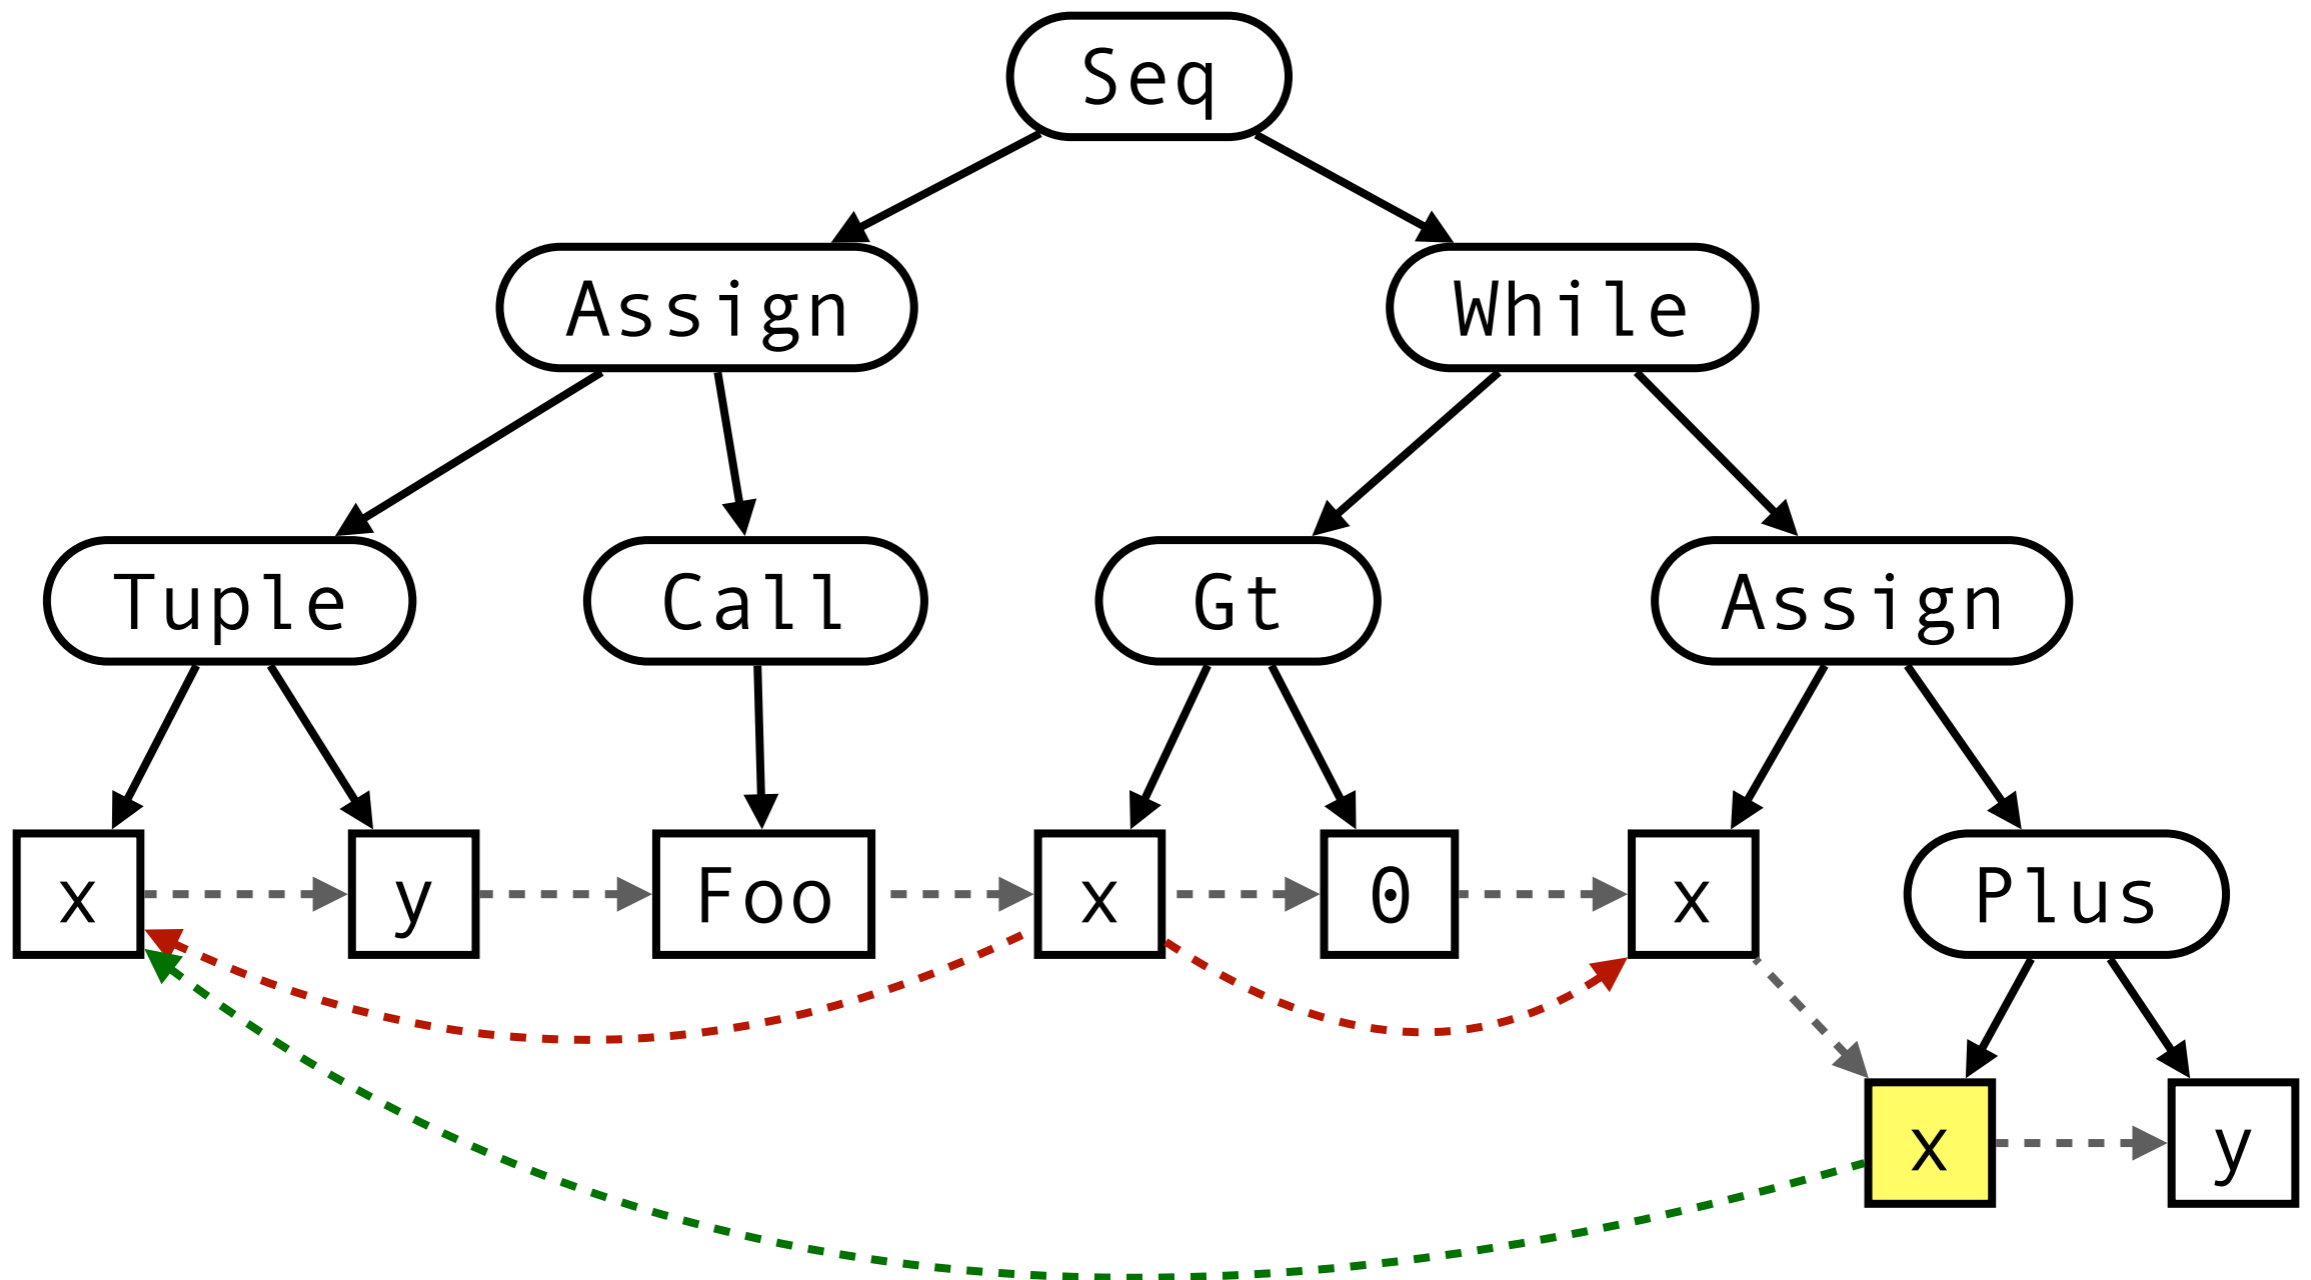 Seq
Assign
While
Tuple
Call
Gt
Assign
x
y
Foo
x
0
x
Plus
x
y